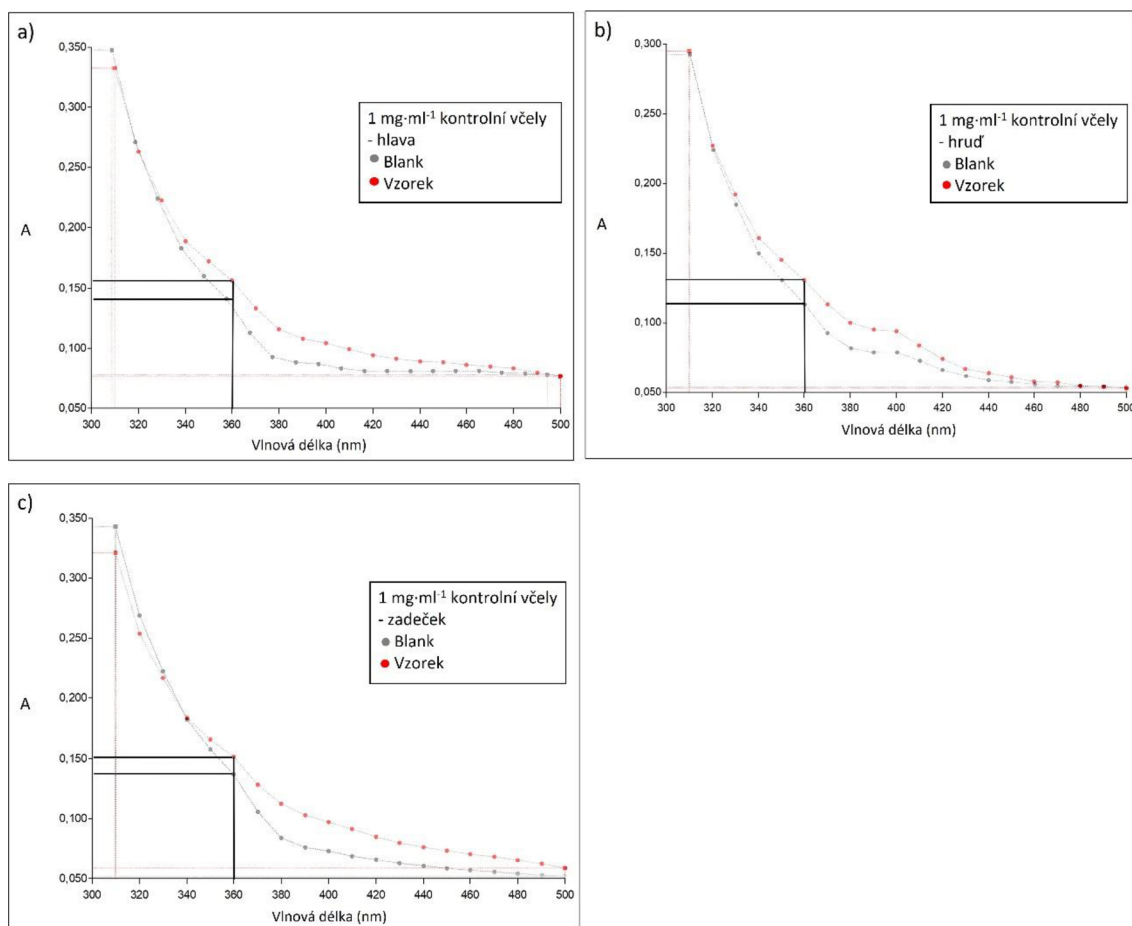 a)
0,350
0,300
0,250
0,200
0,150
0,100
0,050
A
300 320 340 360 380 400 420 440 460 480 500
Vlnová délka (nm)
1 mg·ml⁻¹ kontrolní včely
- hlava
Blank
Vzorek
b)
0,300
0,250
0,200
0,150
0,100
0,050
A
300 320 340 360 380 400 420 440 460 480 500
Vlnová délka (nm)
1 mg·ml⁻¹ kontrolní včely
- hruď
Blank
Vzorek
c)
0,350
0,300
0,250
0,200
0,150
0,100
0,050
A
300 320 340 360 380 400 420 440 460 480 500
Vlnová délka (nm)
1 mg·ml⁻¹ kontrolní včely
- zadeček
Blank
Vzorek